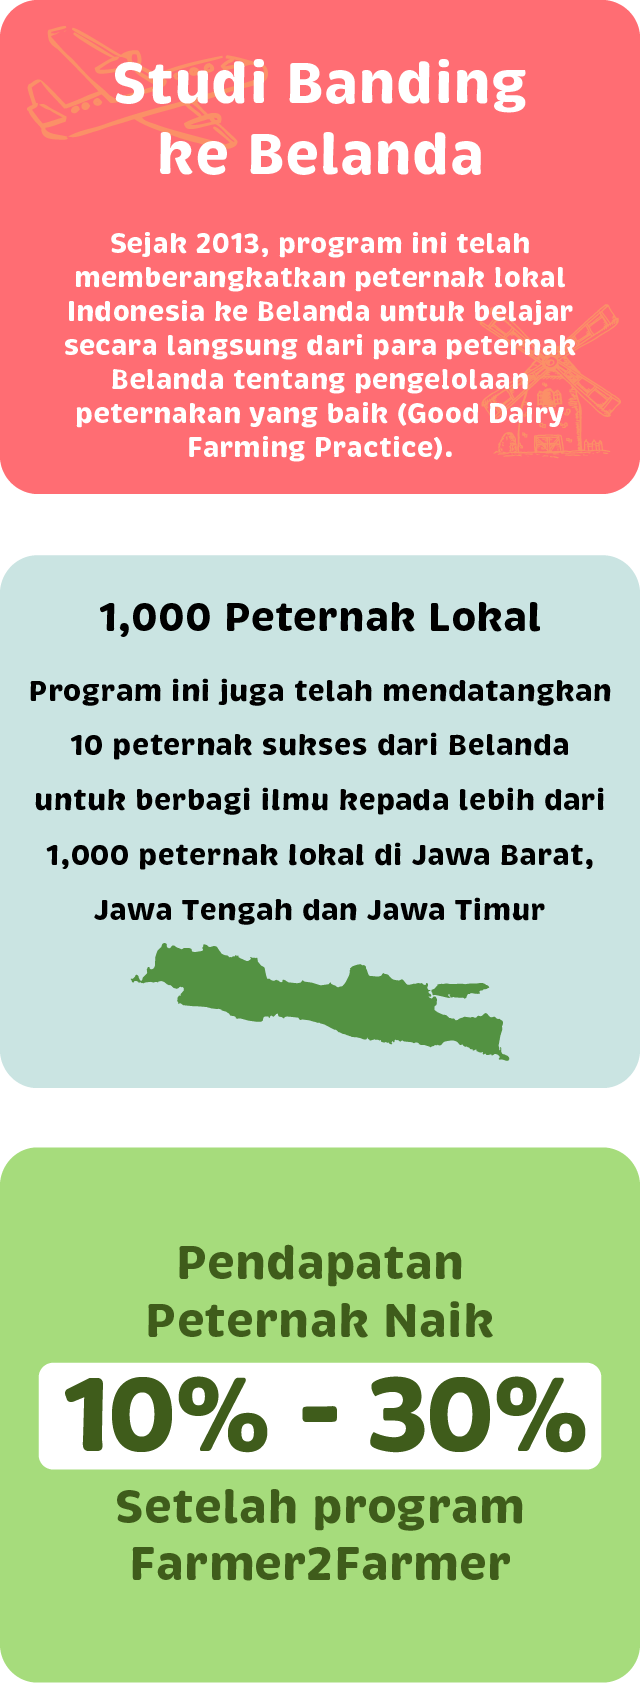 Studi Banding
ke Belanda
Sejak 2013, program ini telah
memberangkatkan peternak lokal
Indonesia ke Belanda untuk belajar
secara langsung dari para peternak
Belanda tentang pengelolaan
peternakan yang baik (Good Dairy
Farming Practice).
1,000 Peternak Lokal
Program ini juga telah mendatangkan
10 peternak sukses dari Belanda
untuk berbagi ilmu kepada lebih dari
1,000 peternak lokal di Jawa Barat,
Jawa Tengah dan Jawa Timur
Pendapatan
Peternak Naik
10% - 30%
Setelah program
Farmer2Farmer